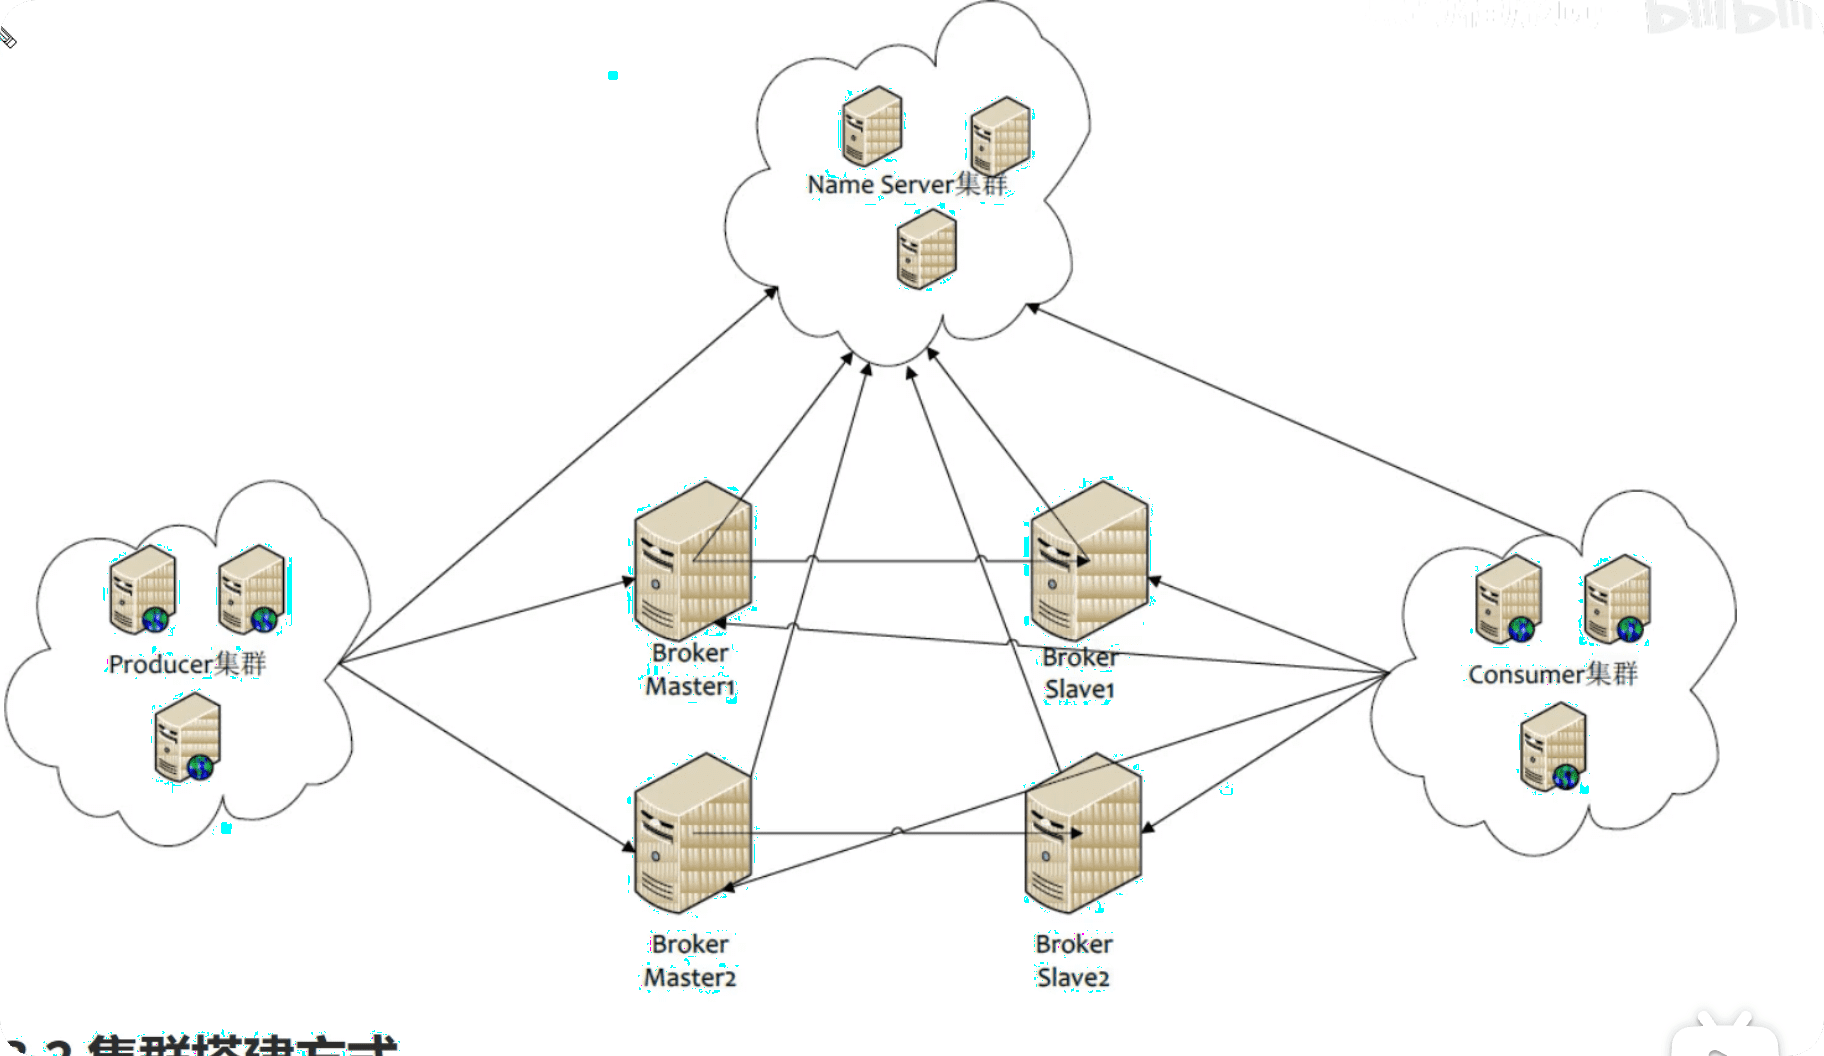 bilibili
Name Server集群
Producer集群
Broker
Master1
Broker
Slave1
Consumer集群
Broker
Master2
Broker
Slave2
集群搭建方式